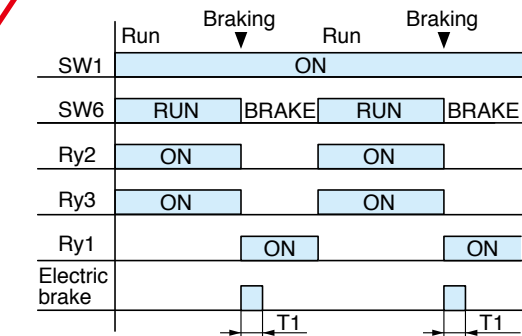 Braking Braking
Run Run
SW1 ON
SW6 RUN BRAKE RUN BRAKE
Ry2 ON ON
Ry3 ON ON
Ry1 ON ON
Electric
brake
T1 T1